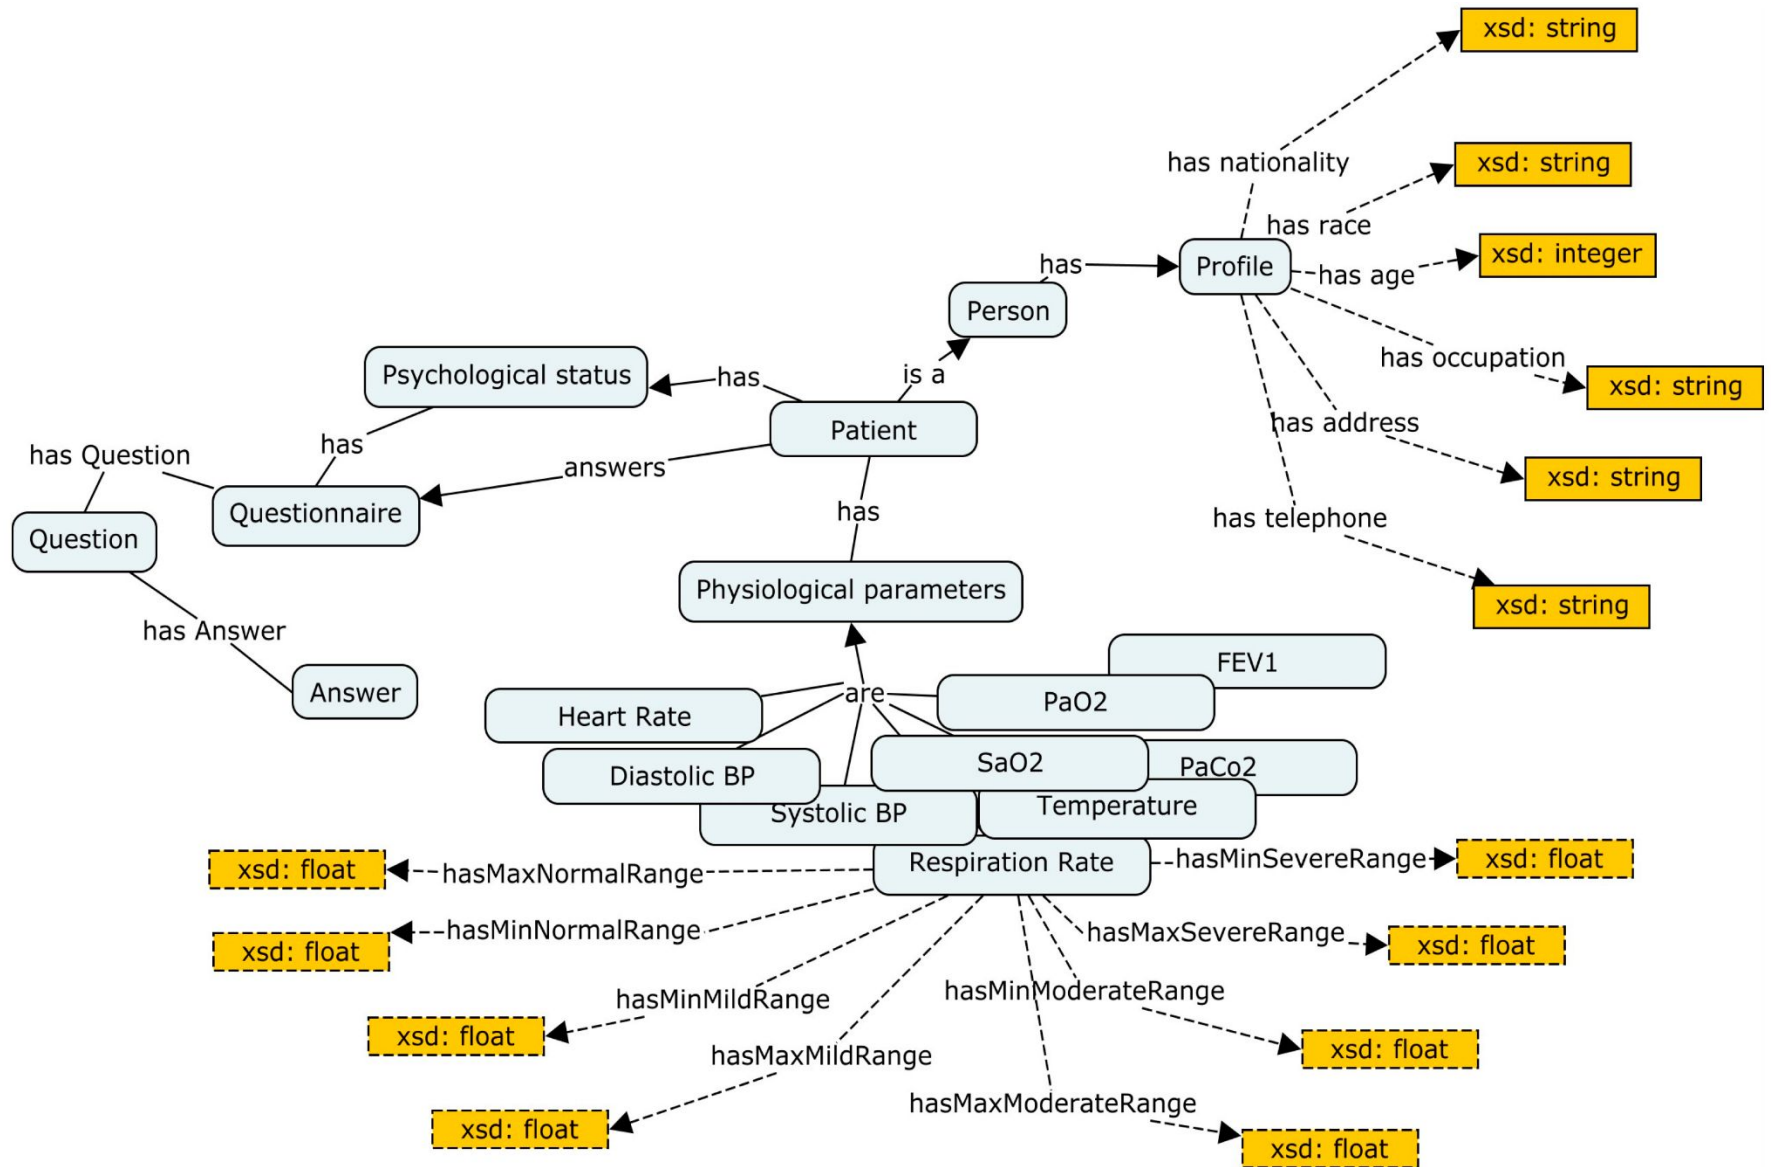 xsd: string
has nationality
xsd: string
has race
xsd: integer
has age
has
Profile
Person
has occupation
xsd: string
is a
Psychological status
has
Patient
has address
xsd: string
has
has Question
answers
Questionnaire
Question
has
has telephone
xsd: string
Physiological parameters
has Answer
Answer
are
FEV1
PaO2
Heart Rate
SaO2
PaCo2
Diastolic BP
Temperature
Systolic BP
Respiration Rate
xsd: float
hasMaxNormalRange
hasMinSevereRange
xsd: float
xsd: float
hasMinNormalRange
hasMaxSevereRange
xsd: float
hasMinMildRange
hasMinModerateRange
xsd: float
xsd: float
hasMaxMildRange
hasMaxModerateRange
xsd: float
xsd: float